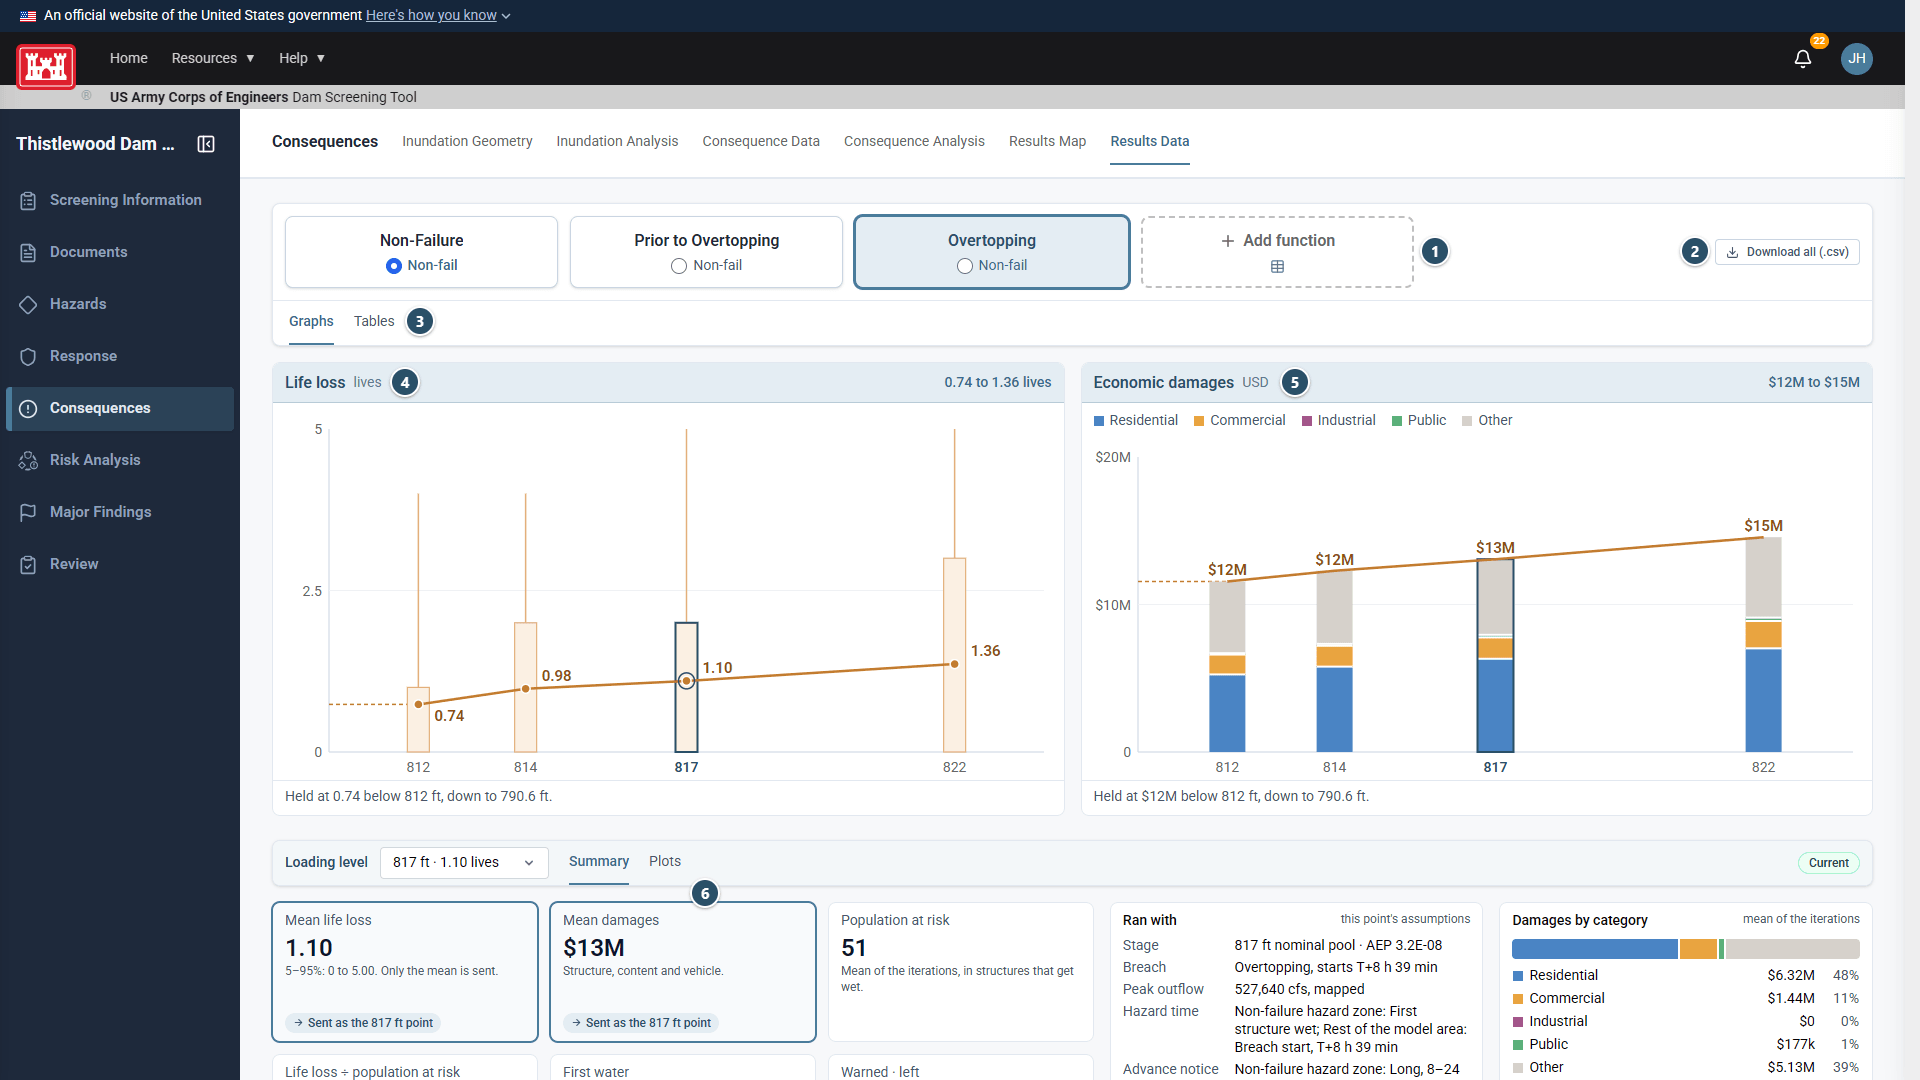 An official website of the United States government Here's how you know
Home Resources Help 22 JH
® US Army Corps of Engineers Dam Screening Tool
Thistlewood Dam ...
Screening Information
Documents
Hazards
Response
Consequences
Risk Analysis
Major Findings
Review
Consequences Inundation Geometry Inundation Analysis Consequence Data Consequence Analysis Results Map Results Data
Non-Failure
Non-fail
Prior to Overtopping
Non-fail
Overtopping
Non-fail
+ Add function
1
2 Download all (.csv)
Graphs Tables 3
Life loss lives 4 0.74 to 1.36 lives
5
2.5
0
0.74
0.98
1.10
1.36
812 814 817 822
Held at 0.74 below 812 ft, down to 790.6 ft.
Economic damages USD 5 $12M to $15M
Residential Commercial Industrial Public Other
$20M
$10M
0
$12M
$12M
$13M
$15M
812 814 817 822
Held at $12M below 812 ft, down to 790.6 ft.
Loading level 817 ft · 1.10 lives Summary Plots Current
6
Mean life loss
1.10
5–95%: 0 to 5.00. Only the mean is sent.
→ Sent as the 817 ft point
Mean damages
$13M
Structure, content and vehicle.
→ Sent as the 817 ft point
Population at risk
51
Mean of the iterations, in structures that get
wet.
Life loss ÷ population at risk
First water
Warned · left
Ran with this point's assumptions
Stage 817 ft nominal pool · AEP 3.2E-08
Breach Overtopping, starts T+8 h 39 min
Peak outflow 527,640 cfs, mapped
Hazard time Non-failure hazard zone: First
structure wet; Rest of the model area:
Breach start, T+8 h 39 min
Advance notice Non-failure hazard zone: Long, 8–24
Damages by category mean of the iterations
Residential $6.32M 48%
Commercial $1.44M 11%
Industrial $0 0%
Public $177k 1%
Other $5.13M 39%